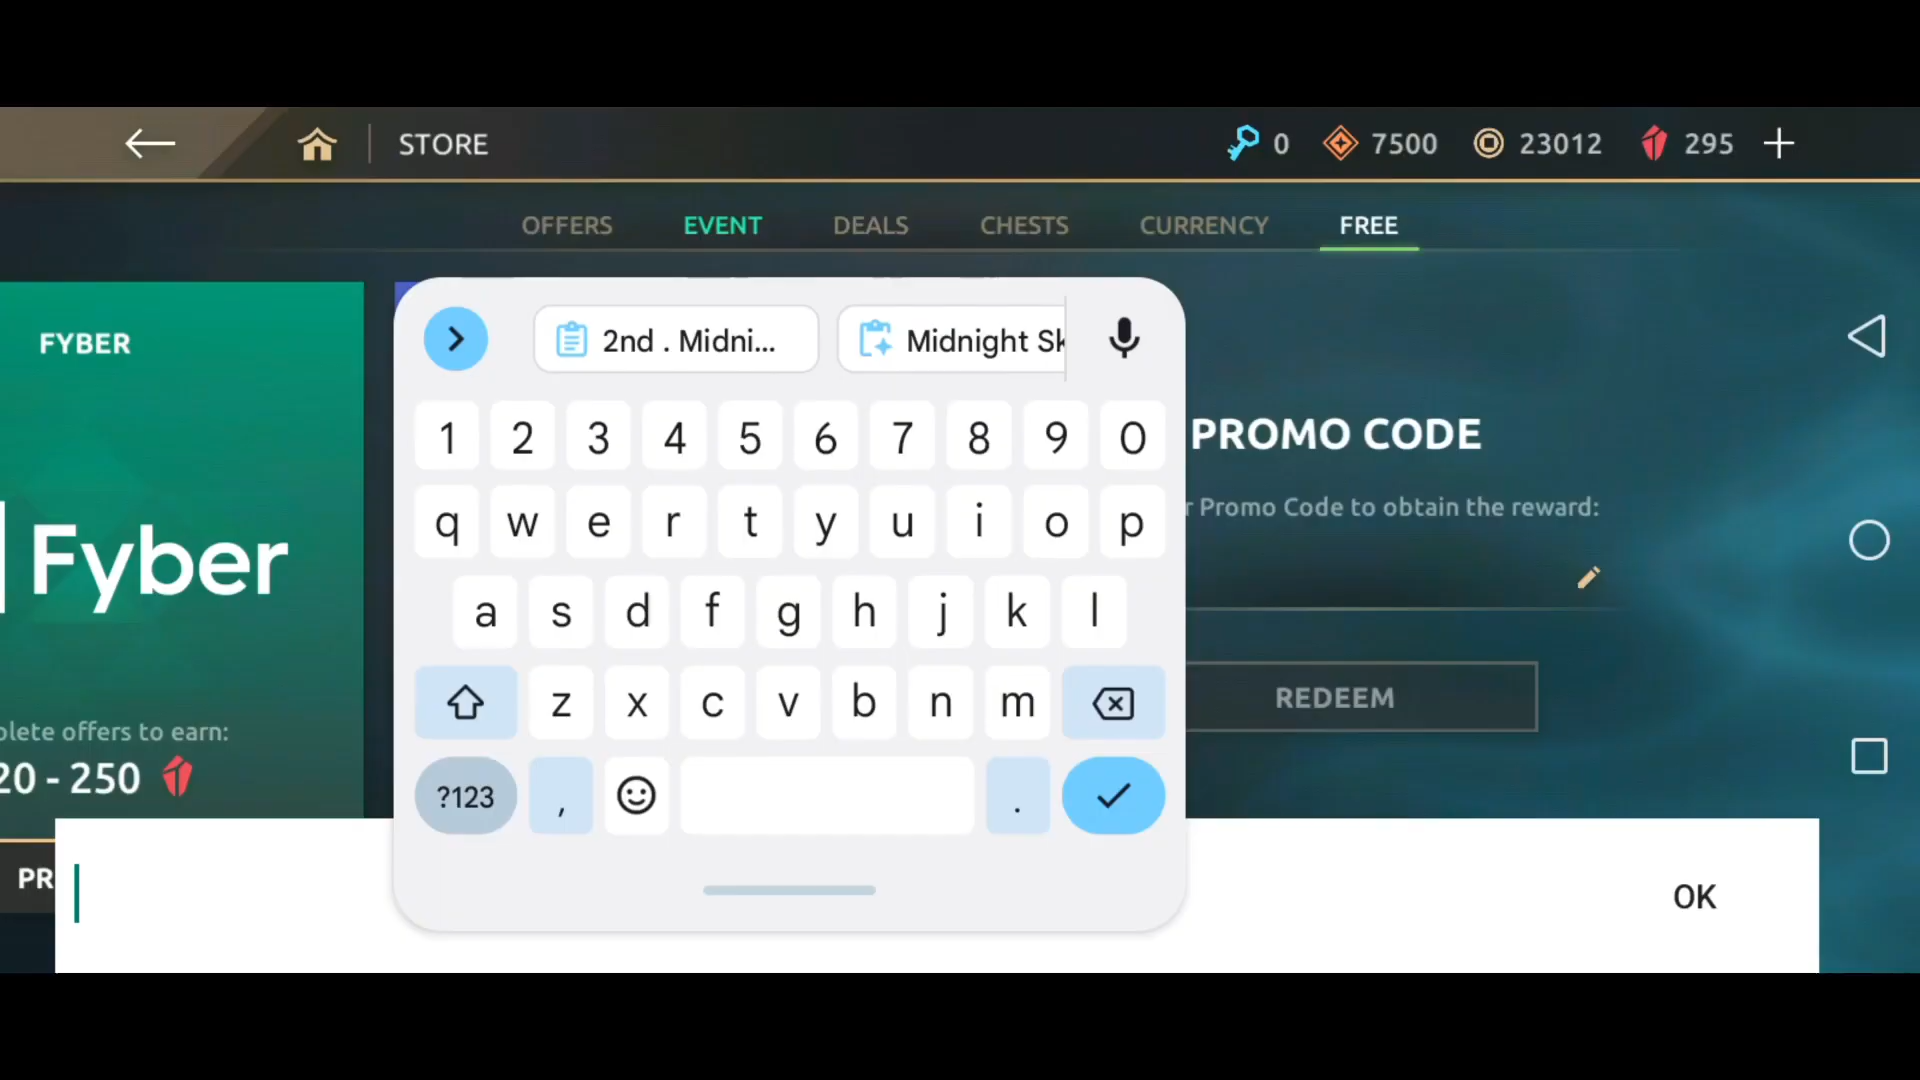 STORE
0
7500
23012
295
OFFERS
EVENT
DEALS
CHESTS
CURRENCY
FREE
FYBER
Fyber
lete offers to earn:
20 - 250
PR
2nd . Midni...
Midnight Sk
1 2 3 4 5 6 7 8 9 0
q w e r t y u i o p
a s d f g h j k l
z x c v b n m
?123 , .
PROMO CODE
r Promo Code to obtain the reward:
REDEEM
OK